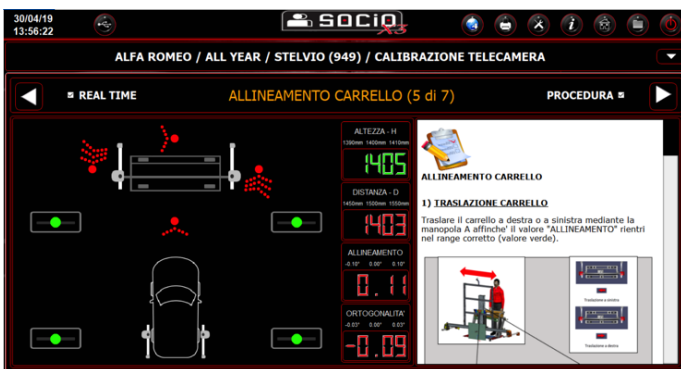 30/04/19
13:56:22
SOCIO X3
ALFA ROMEO / ALL YEAR / STELVIO (949) / CALIBRAZIONE TELECAMERA
REAL TIME
ALLINEAMENTO CARRELLO (5 di 7)
PROCEDURA
ALTEZZA - H
1390mm 1400mm 1410mm
1405
DISTANZA - D
1450mm 1500mm 1550mm
1403
ALLINEAMENTO
-0.10° 0.00° 0.10°
0.11
ORTOGONALITA'
-0.03° 0.00° 0.03°
-0.09
ALLINEAMENTO CARRELLO
1) TRASLAZIONE CARRELLO
Traslare il carrello a destra o a sinistra mediante la
manopola A affinche' il valore "ALLINEAMENTO" rientri
nel range corretto (valore verde).
Traslazione a sinistra
Traslazione a destra